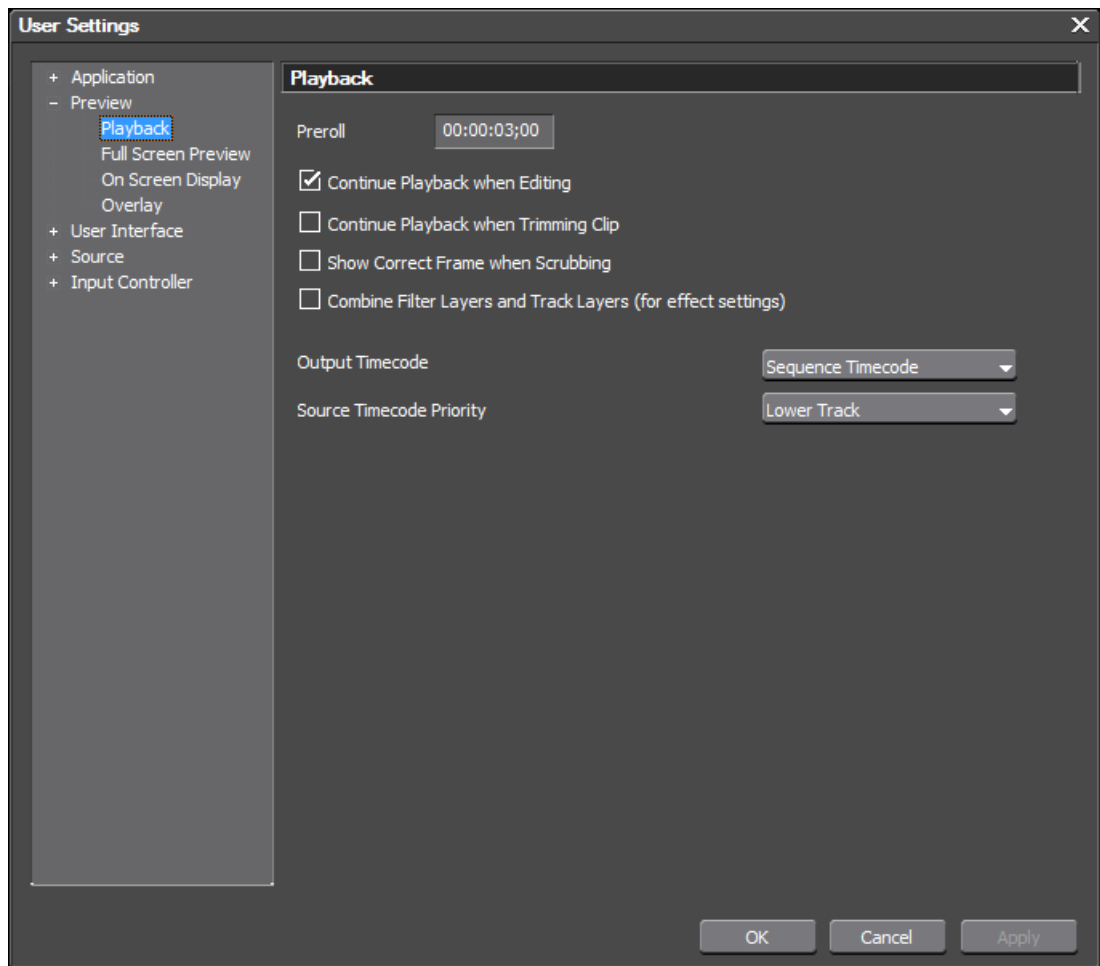 User Settings
+ Application
− Preview
Playback
Full Screen Preview
On Screen Display
Overlay
+ User Interface
+ Source
+ Input Controller
Playback
Preroll 00:00:03;00
Continue Playback when Editing
Continue Playback when Trimming Clip
Show Correct Frame when Scrubbing
Combine Filter Layers and Track Layers (for effect settings)
Output Timecode Sequence Timecode
Source Timecode Priority Lower Track
OK Cancel Apply